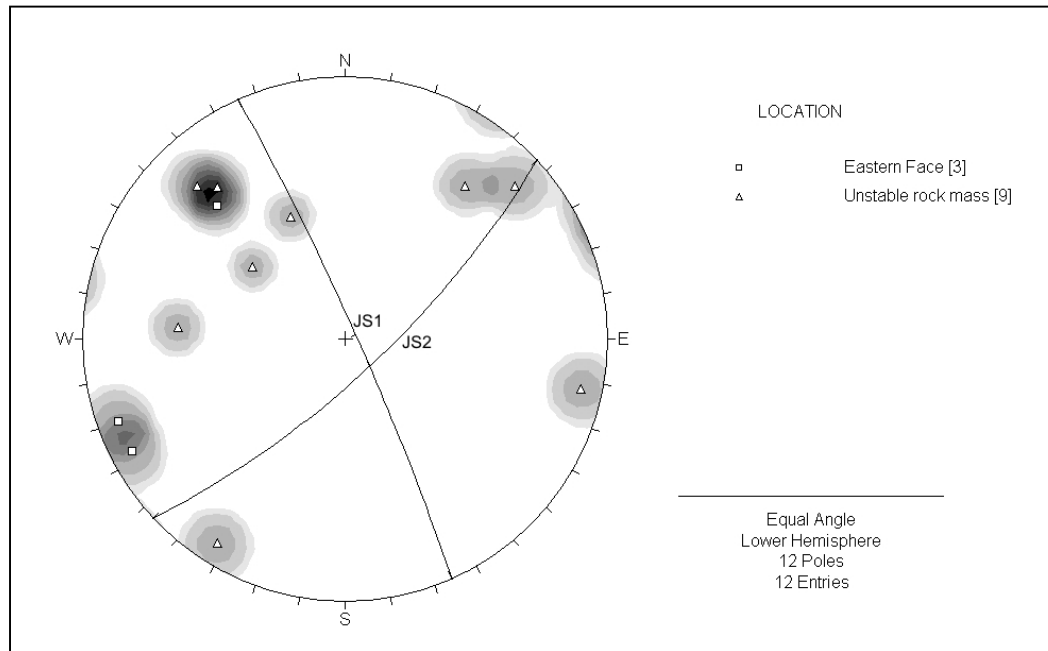 N
LOCATION
Eastern Face [3]
Unstable rock mass [9]
JS1
W
JS2
E
Equal Angle
Lower Hemisphere
12 Poles
12 Entries
S